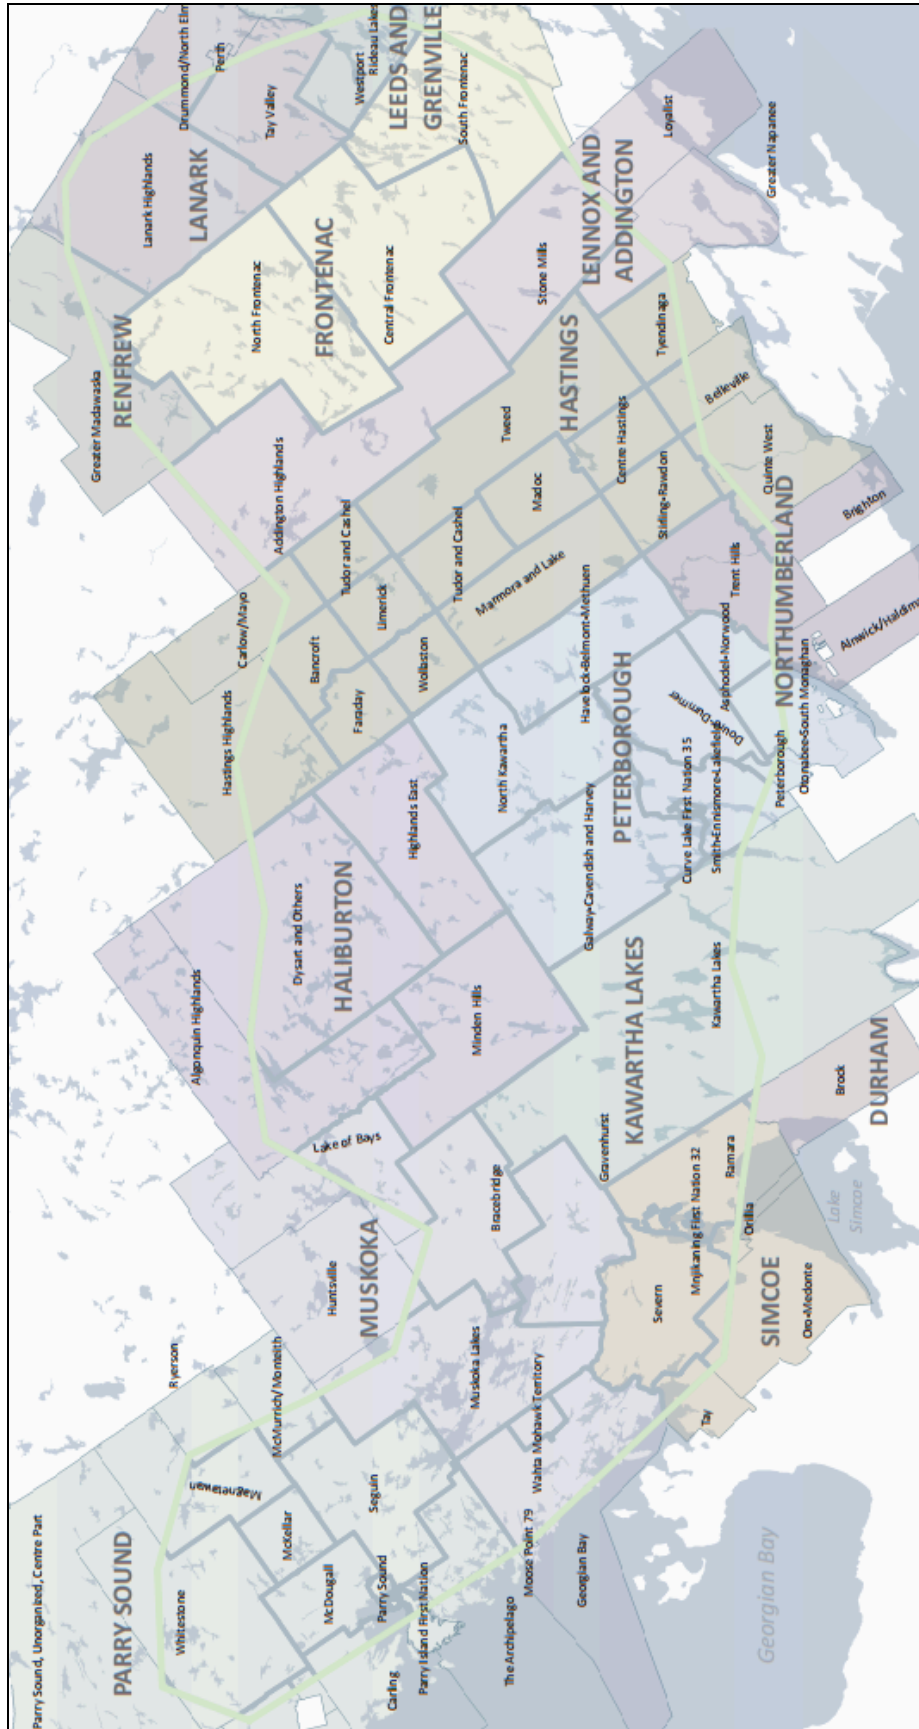 Parry Sound, Unorganized, Centre Part
PARRY SOUND
Whitestone
Magnetawan
Ryerson
McMurrich/Monteith
McKellar
McDougall
Seguin
Parry Sound
Carling
Parry Island First Nation
The Archipelago
Moose Point 79
Georgian Bay
Georgian Bay
MUSKOKA
Huntsville
Lake of Bays
Muskoka Lakes
Bracebridge
Wahta Mohawk Territory
Gravenhurst
SIMCOE
Severn
Mnjikaning First Nation 32
Ramara
Orillia
Oro-Medonte
Tay
Lake
Simcoe
DURHAM
Brock
HALIBURTON
Algonquin Highlands
Dysart and Others
Minden Hills
Highlands East
KAWARTHA LAKES
Kawartha Lakes
PETERBOROUGH
Galway-Cavendish and Harvey
North Kawartha
Havelock-Belmont-Methuen
Curve Lake First Nation 35
Smith-Ennismore-Lakefield
Douro-Dummer
Asphodel-Norwood
Peterborough
Otonabee-South Monaghan
NORTHUMBERLAND
Trent Hills
Brighton
Alnwick/Haldim
HASTINGS
Hastings Highlands
Carlow/Mayo
Bancroft
Faraday
Limerick
Wollaston
Tudor and Cashel
Tudor and Cashel
Marmora and Lake
Madoc
Tweed
Centre Hastings
Stirling-Rawdon
Quinte West
Belleville
Tyendinaga
LENNOX AND
ADDINGTON
Addington Highlands
Stone Mills
Loyalist
Greater Napanee
RENFREW
Greater Madawaska
FRONTENAC
North Frontenac
Central Frontenac
South Frontenac
LANARK
Lanark Highlands
Drummond/North Elm
Perth
Tay Valley
LEEDS AND
GRENVILLE
Westport
Rideau Lakes